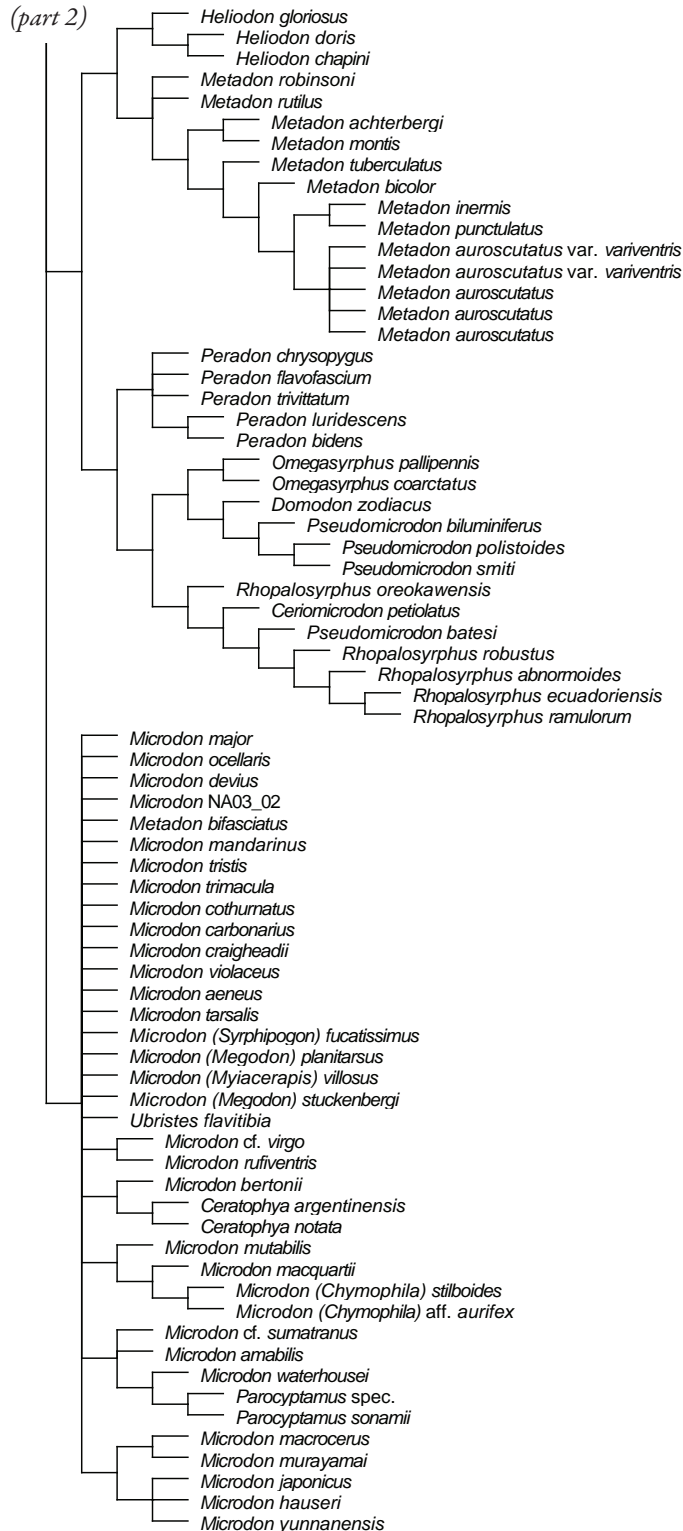 (part 2)
Heliodon gloriosus
Heliodon doris
Heliodon chapini
Metadon robinsoni
Metadon rutilus
Metadon achterbergi
Metadon montis
Metadon tuberculatus
Metadon bicolor
Metadon inermis
Metadon punctulatus
Metadon auroscutatus var. variventris
Metadon auroscutatus var. variventris
Metadon auroscutatus
Metadon auroscutatus
Metadon auroscutatus
Peradon chrysopygus
Peradon flavofascium
Peradon trivittatum
Peradon luridescens
Peradon bidens
Omegasyrphus pallipennis
Omegasyrphus coarctatus
Domodon zodiacus
Pseudomicrodon biluminiferus
Pseudomicrodon polistoides
Pseudomicrodon smiti
Rhopalosyrphus oreokawensis
Ceriomicrodon petiolatus
Pseudomicrodon batesi
Rhopalosyrphus robustus
Rhopalosyrphus abnormoides
Rhopalosyrphus ecuadoriensis
Rhopalosyrphus ramulorum
Microdon major
Microdon ocellaris
Microdon devius
Microdon NA03_02
Metadon bifasciatus
Microdon mandarinus
Microdon tristis
Microdon trimacula
Microdon cothurnatus
Microdon carbonarius
Microdon craigheadii
Microdon violaceus
Microdon aeneus
Microdon tarsalis
Microdon (Syrphipogon) fucatissimus
Microdon (Megodon) planitarsus
Microdon (Myiacerapis) villosus
Microdon (Megodon) stuckenbergi
Ubristes flavitibia
Microdon cf. virgo
Microdon rufiventris
Microdon bertonii
Ceratophya argentinensis
Ceratophya notata
Microdon mutabilis
Microdon macquartii
Microdon (Chymophila) stilboides
Microdon (Chymophila) aff. aurifex
Microdon cf. sumatranus
Microdon amabilis
Microdon waterhousei
Parocyptamus spec.
Parocyptamus sonamii
Microdon macrocerus
Microdon murayamai
Microdon japonicus
Microdon hauseri
Microdon yunnanensis